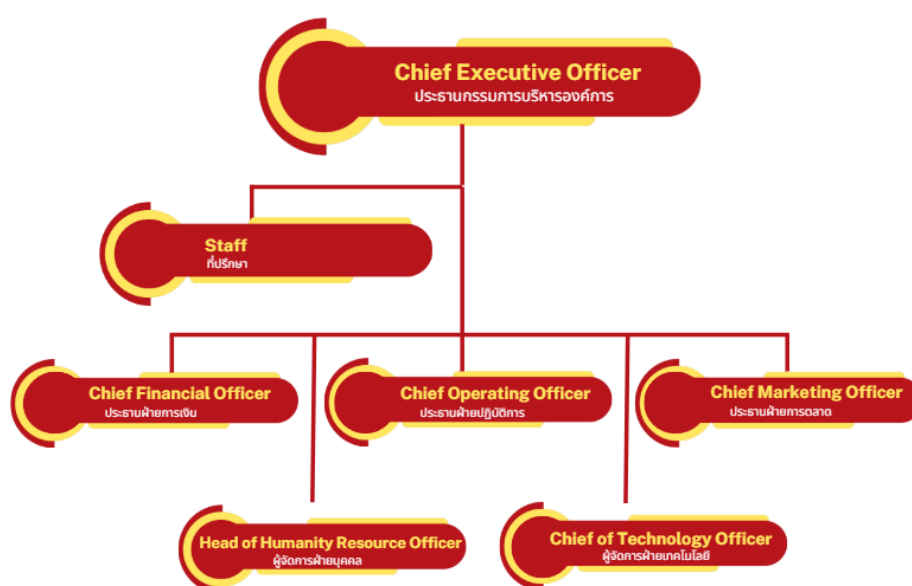 Chief Executive Officer
ประธานกรรมการบริหารองค์การ
Staff
ที่ปรึกษา
Chief Financial Officer
ประธานฝ่ายการเงิน
Chief Operating Officer
ประธานฝ่ายปฏิบัติการ
Chief Marketing Officer
ประธานฝ่ายการตลาด
Head of Humanity Resource Officer
ผู้จัดการฝ่ายบุคคล
Chief of Technology Officer
ผู้จัดการฝ่ายเทคโนโลยี